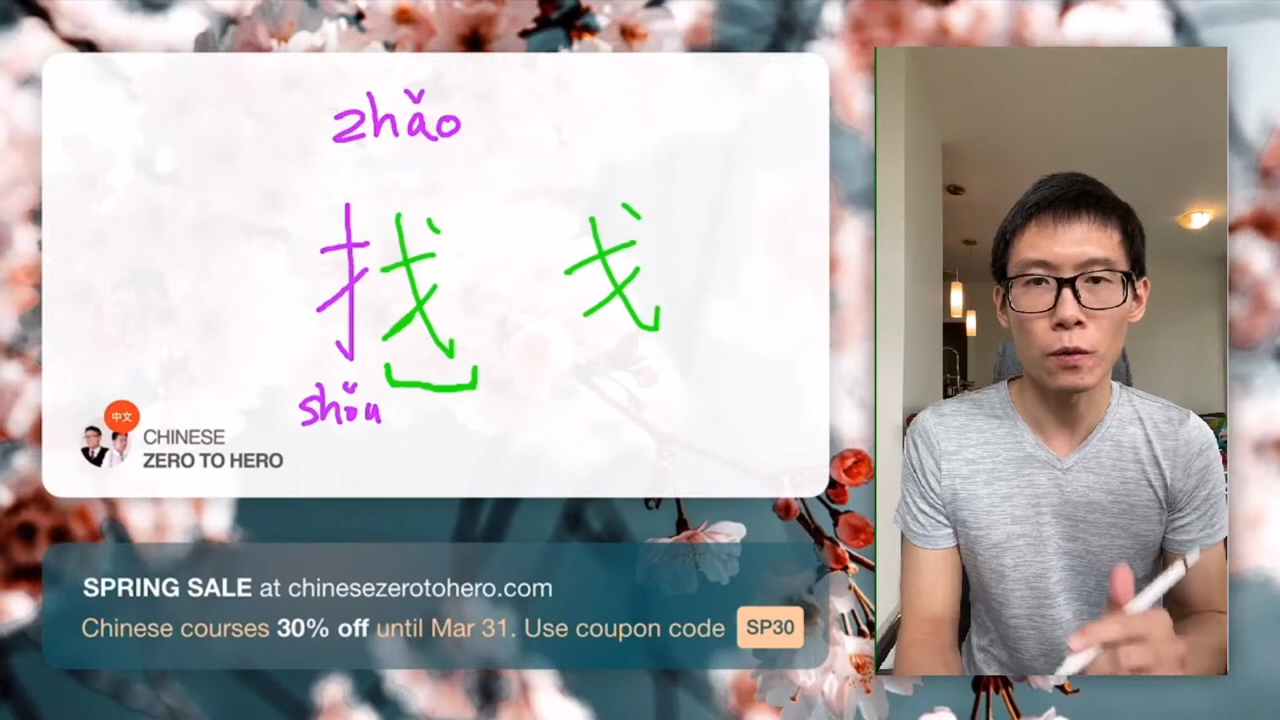 zhǎo
找 戈
shǒu
中文
CHINESE
ZERO TO HERO
SPRING SALE at chinesezerotohero.com
Chinese courses 30% off until Mar 31. Use coupon code SP30